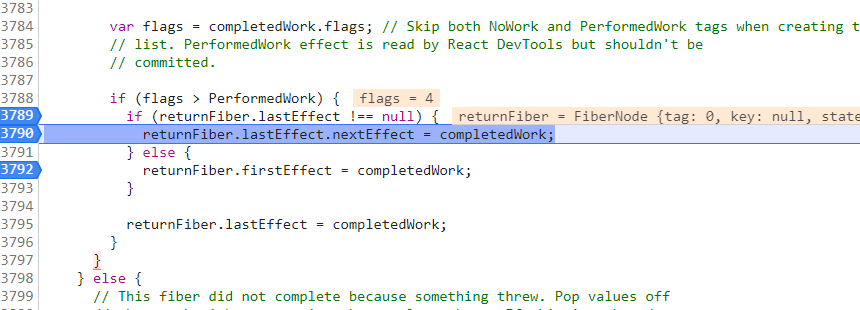 3783
3784 var flags = completedWork.flags; // Skip both NoWork and PerformedWork tags when creating t
3785 // list. PerformedWork effect is read by React DevTools but shouldn't be
3786 // committed.
3787
3788 if (flags > PerformedWork) { flags = 4
3789 if (returnFiber.lastEffect !== null) { returnFiber = FiberNode {tag: 0, key: null, state
3790 returnFiber.lastEffect.nextEffect = completedWork;
3791 } else {
3792 returnFiber.firstEffect = completedWork;
3793 }
3794
3795 returnFiber.lastEffect = completedWork;
3796 }
3797 }
3798 } else {
3799 // This fiber did not complete because something threw. Pop values off